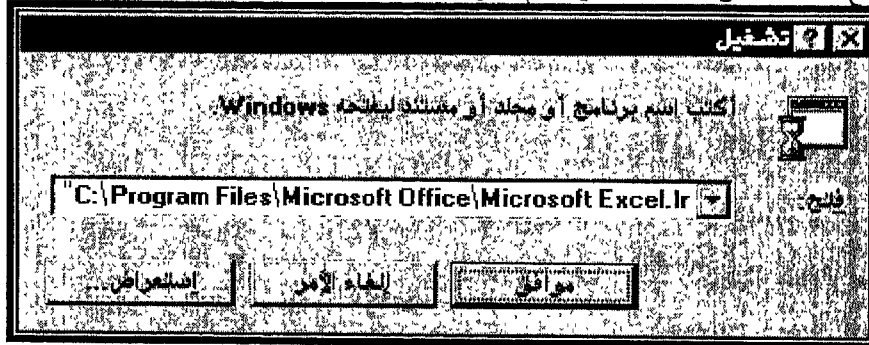 تشغيل
أكتب اسم برنامج أو مجلد أو مستند ليفتحه Windows.
فتح:
"C:\Program Files\Microsoft Office\Microsoft Excel.lr
موافق إلغاء الأمر استعراض...